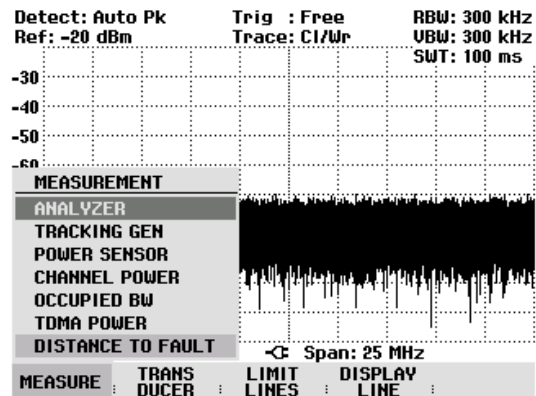 Detect: Auto Pk Trig : Free RBW: 300 kHz
Ref: -20 dBm Trace: Cl/Wr VBW: 300 kHz
SWT: 100 ms
-30
-40
-50
-60
MEASUREMENT
ANALYZER
TRACKING GEN
POWER SENSOR
CHANNEL POWER
OCCUPIED BW
TDMA POWER
DISTANCE TO FAULT
Span: 25 MHz
MEASURE TRANS LIMIT DISPLAY
DUCER LINES LINE